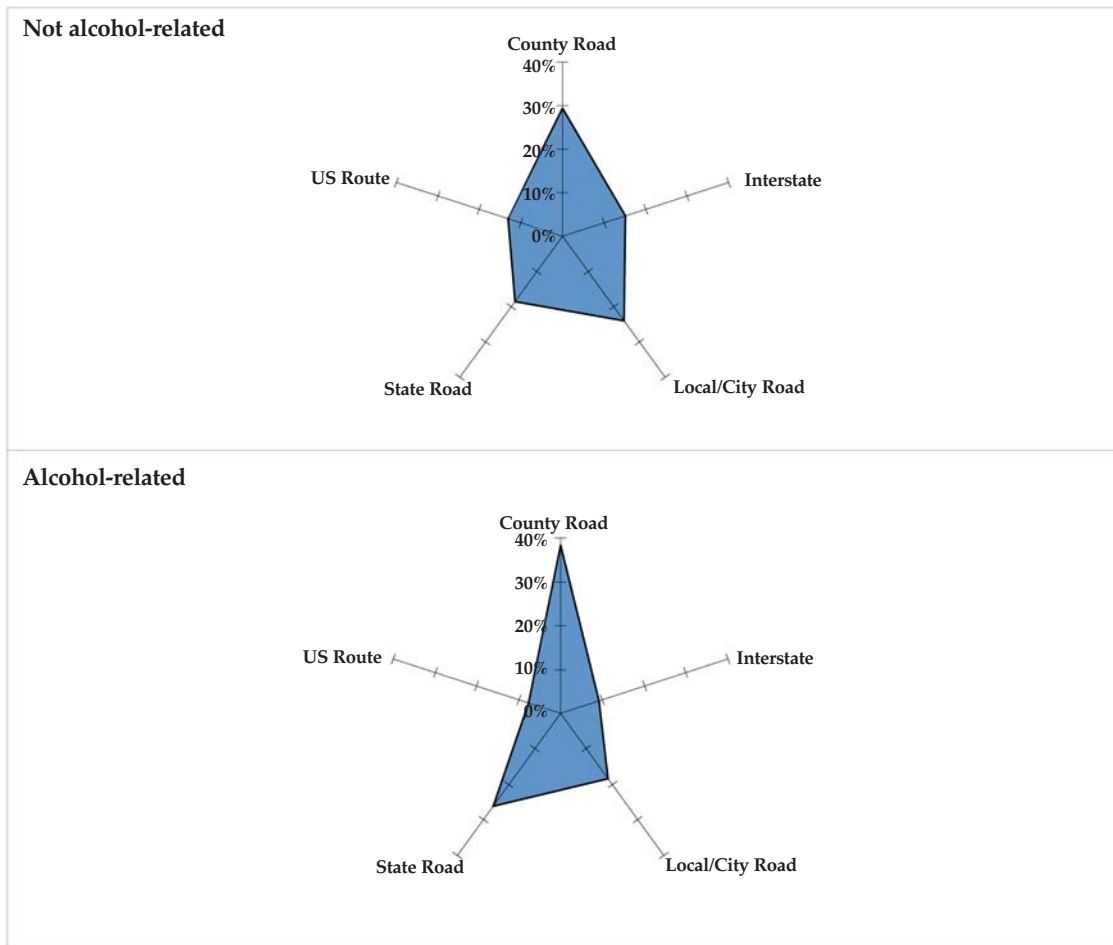 Not alcohol-related
County Road
40%
30%
20%
US Route
Interstate
10%
0%
State Road
Local/City Road
Alcohol-related
County Road
40%
30%
20%
US Route
Interstate
10%
0%
State Road
Local/City Road